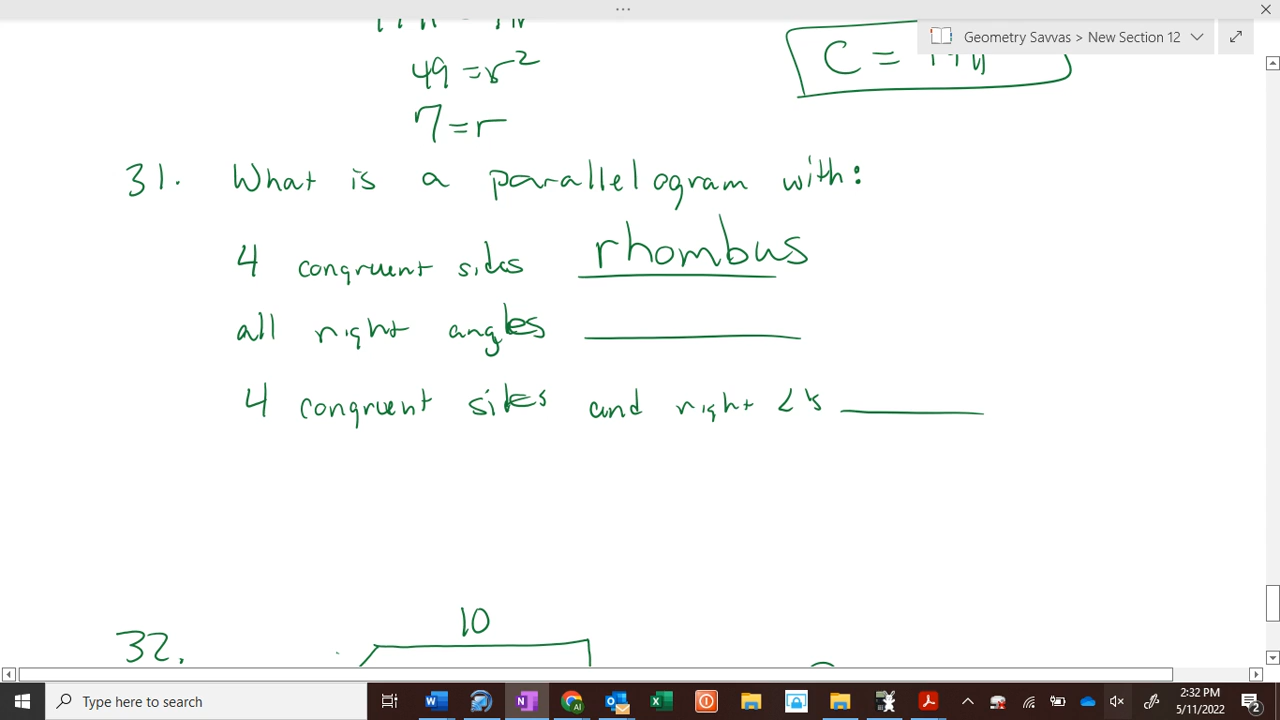 Geometry Savvas > New Section 12
49 = r²
C =
7 = r
31. What is a parallelogram with:
4 congruent sides rhombus
all right angles
4 congruent sides and right <'s
10
32.
Type here to search
2:32 PM
5/11/2022
2